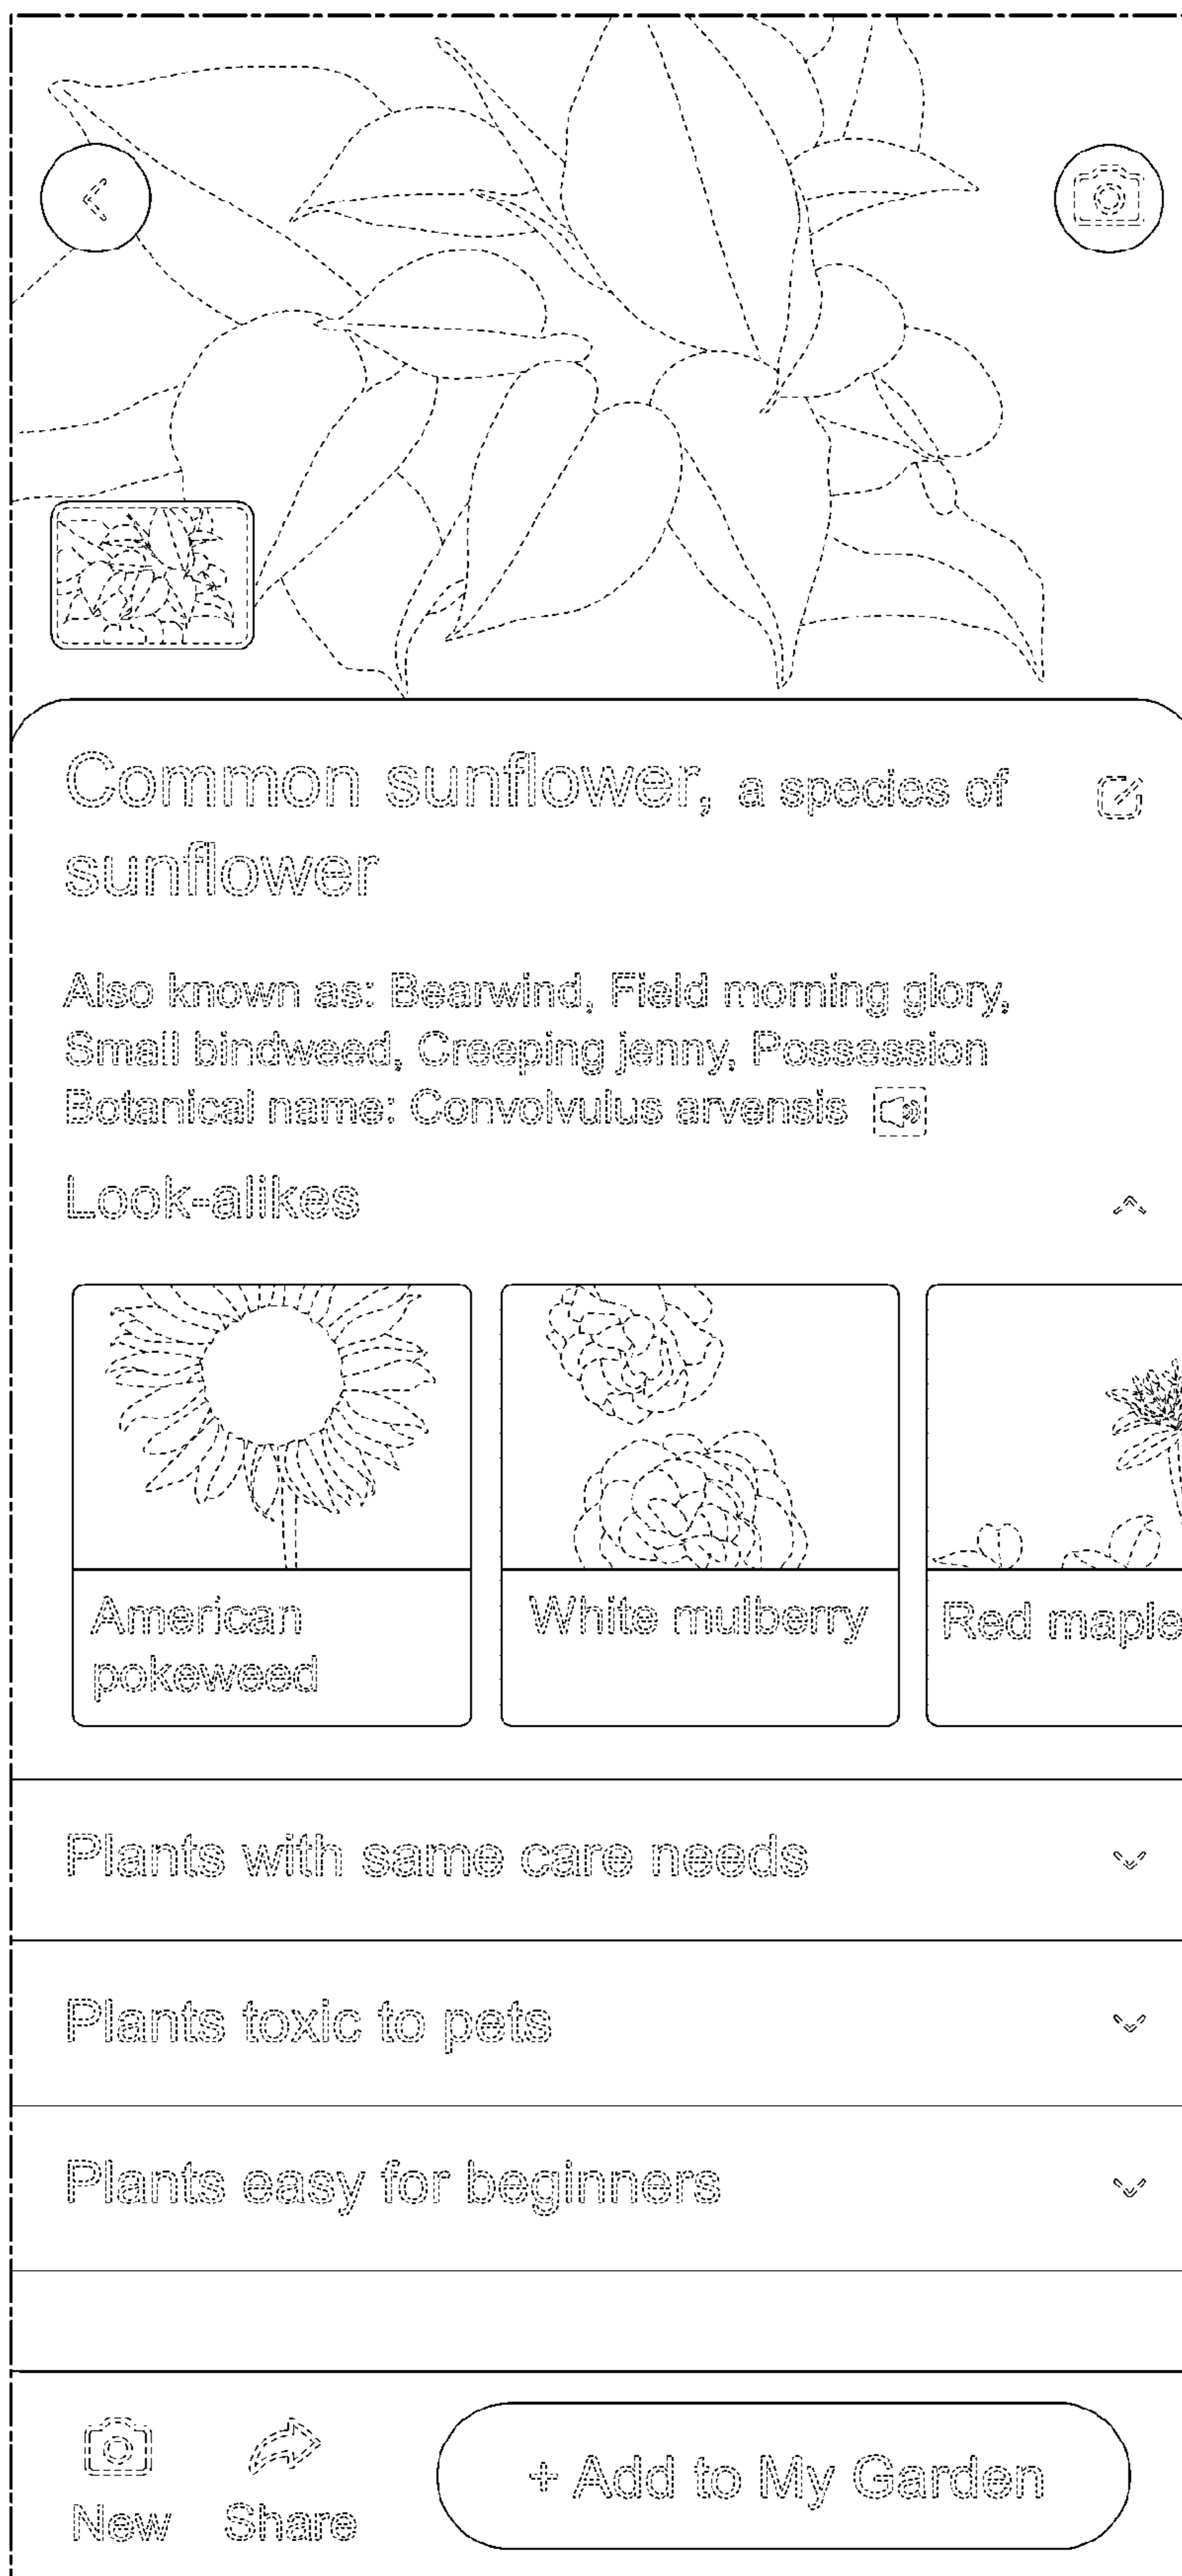 Common sunflower, a species of
sunflower
Also known as: Bearwind, Field morning glory,
Small bindweed, Creeping jenny, Possession
Botanical name: Convolvulus arvensis
Look-alikes
American
pokeweed
White mulberry
Red maple
Plants with same care needs
Plants toxic to pets
Plants easy for beginners
New
Share
+ Add to My Garden